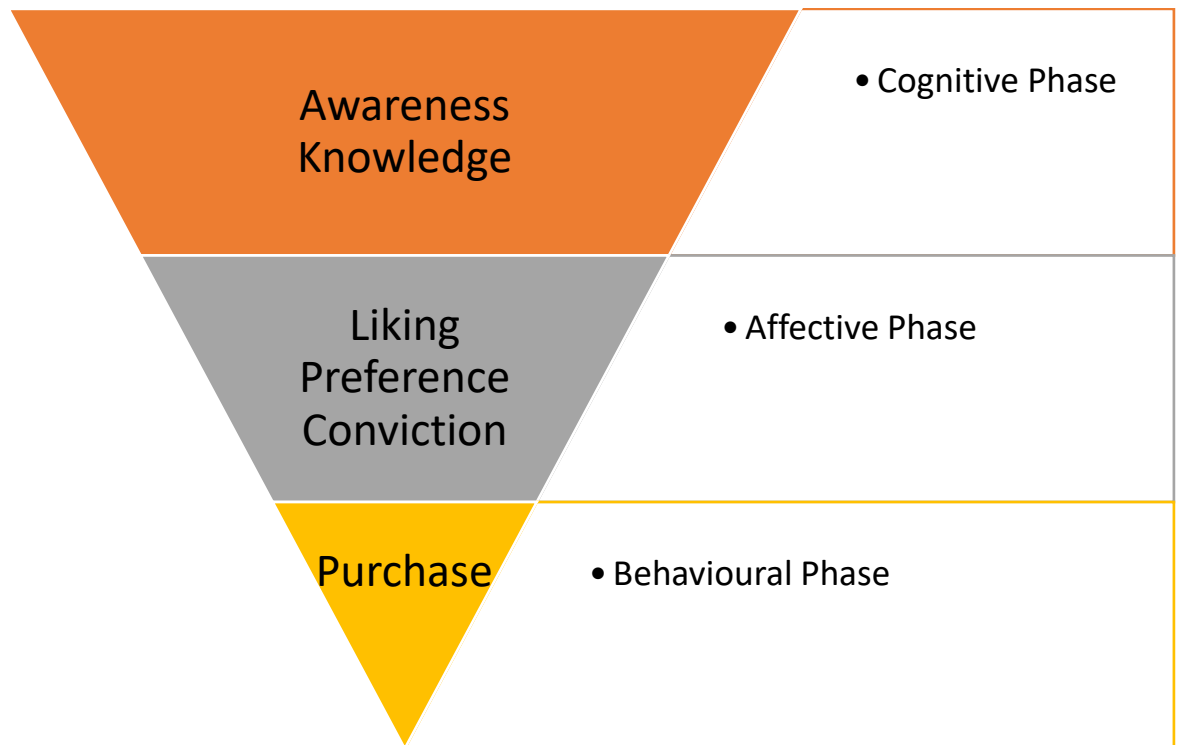 Awareness
Knowledge
• Cognitive Phase
Liking
Preference
Conviction
• Affective Phase
Purchase
• Behavioural Phase